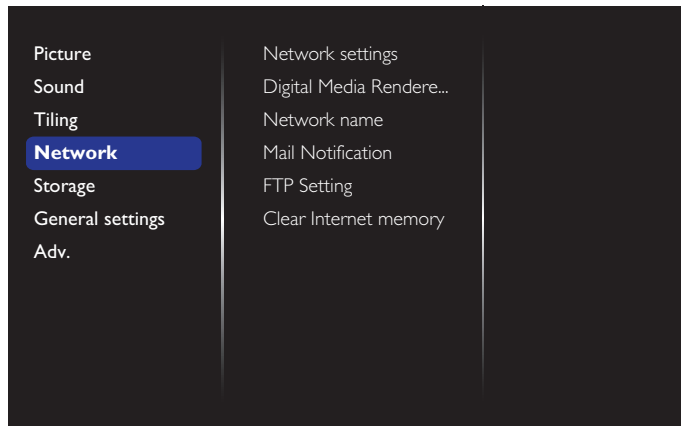 Picture
Sound
Tiling
Network
Storage
General settings
Adv.
Network settings
Digital Media Rendere...
Network name
Mail Notification
FTP Setting
Clear Internet memory